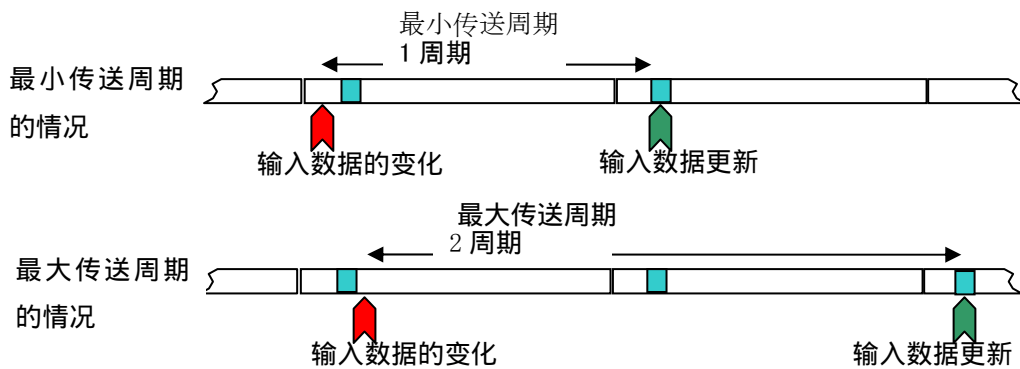 最小传送周期
1 周期
最小传送周期
的情况
输入数据的变化
输入数据更新
最大传送周期
2 周期
最大传送周期
的情况
输入数据的变化
输入数据更新